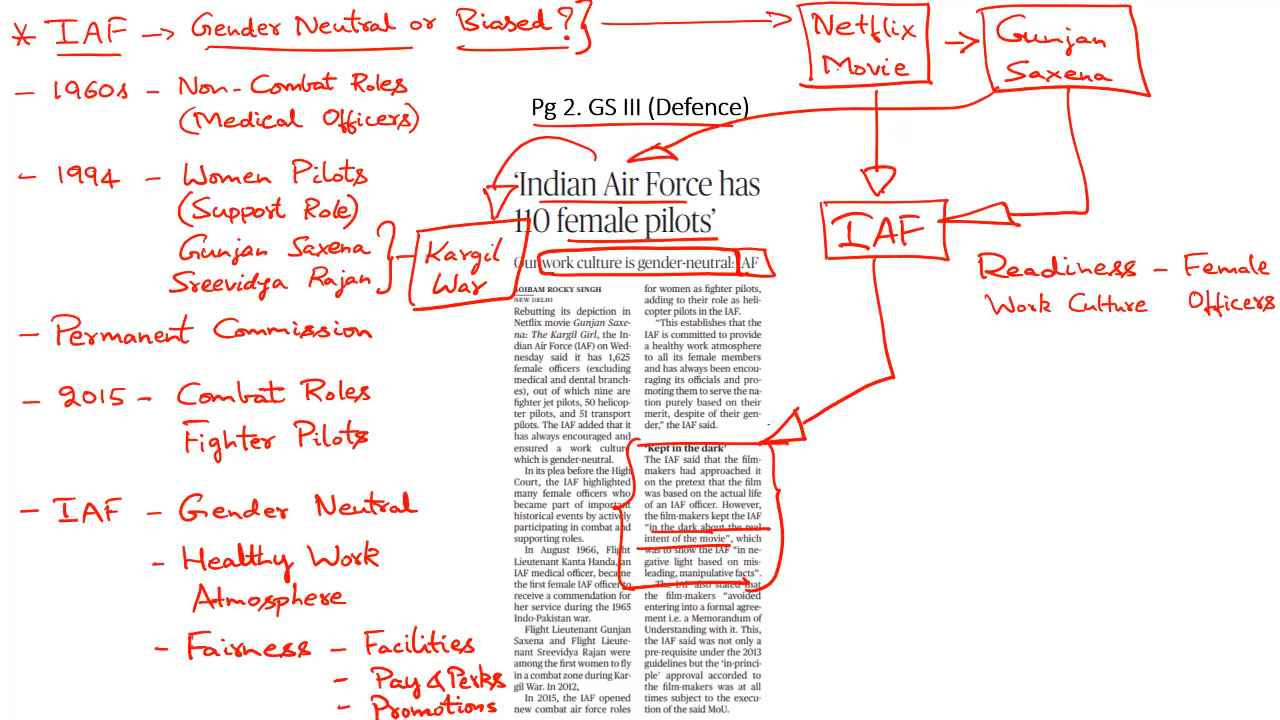 * IAF → Gender Neutral or Biased?}
- 1960s - Non-Combat Roles
(Medical Officers)
- 1994 - Women Pilots
(Support Role)
Gunjan Saxena
Sreevidya Rajan
Kargil
War
- Permanent Commission
- 2015 - Combat Roles
Fighter Pilots
- IAF - Gender Neutral
- Healthy Work
Atmosphere
- Fairness - Facilities
- Pay & Perks
- Promotions
Netflix
Movie
Gunjan
Saxena
IAF
Readiness - Female
Work Culture Officers
Pg 2. GS III (Defence)
‘Indian Air Force has
110 female pilots’
Our work culture is gender-neutral: IAF
SOIBAM ROCKY SINGH
NEW DELHI
Rebutting its depiction in
Netflix movie Gunjan Saxe-
na: The Kargil Girl, the In-
dian Air Force (IAF) on Wed-
nesday said it has 1,625
female officers (excluding
medical and dental branch-
es), out of which nine are
fighter jet pilots, 50 helicop-
ter pilots, and 51 transport
pilots. The IAF added that it
has always encouraged and
ensured a work culture
which is gender-neutral.
In its plea before the High
Court, the IAF highlighted
many female officers who
became part of important
historical events by actively
participating in combat and
supporting roles.
In August 1966, Flight
Lieutenant Kanta Handa, an
IAF medical officer, became
the first female IAF officer to
receive a commendation for
her service during the 1965
Indo-Pakistan war.
Flight Lieutenant Gunjan
Saxena and Flight Lieute-
nant Sreevidya Rajan were
among the first women to fly
in a combat zone during Kar-
gil War. In 2012,
In 2015, the IAF opened
new combat air force roles
for women as fighter pilots,
adding to their role as heli-
copter pilots in the IAF.
“This establishes that the
IAF is committed to provide
a healthy work atmosphere
to all its female members
and has always been encou-
raging its officials and pro-
moting them to serve the na-
tion purely based on their
merit, despite of their gen-
der,” the IAF said.
‘Kept in the dark’
The IAF said that the film-
makers had approached it
on the pretext that the film
was based on the actual life
of an IAF officer. However,
the film-makers kept the IAF
“in the dark about the real
intent of the movie”, which
was to show the IAF “in ne-
gative light based on mis-
leading, manipulative facts”.
The IAF also stated that
the film-makers “avoided
entering into a formal agree-
ment i.e. a Memorandum of
Understanding with it. This,
the IAF said was not only a
pre-requisite under the 2013
guidelines but the ‘in-princi-
ple’ approval accorded to
the film-makers was at all
times subject to the execu-
tion of the said MoU.